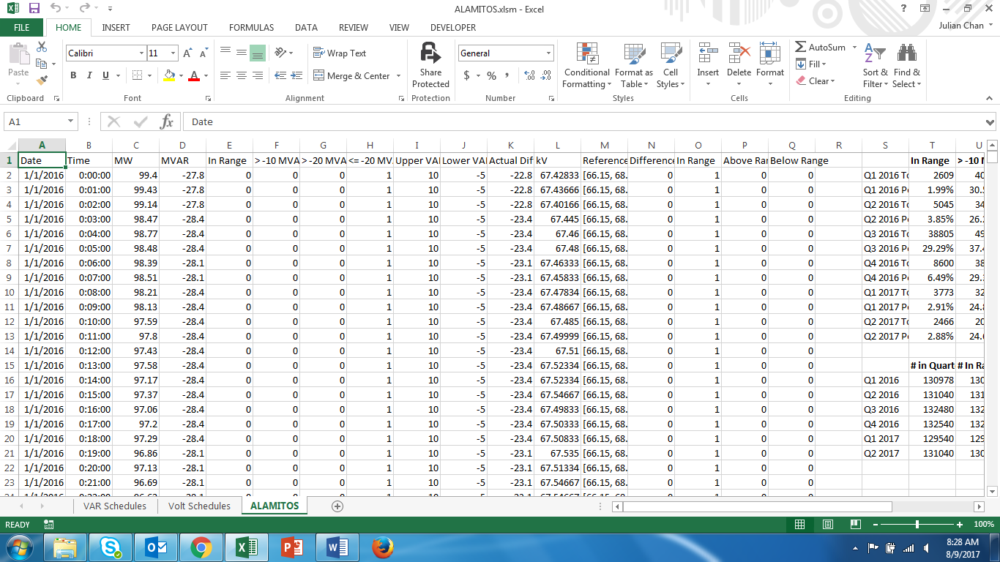 ALAMITOS.xlsm - Excel
FILE HOME INSERT PAGE LAYOUT FORMULAS DATA REVIEW VIEW DEVELOPER Julian Chan
Calibri 11 Wrap Text General AutoSum
Paste B I U Merge & Center $ % Share Protected Conditional Formatting Format as Table Cell Styles Insert Delete Format Fill Clear Sort & Filter Find & Select
Clipboard Font Alignment Protection Number Styles Cells Editing
A1 fx Date
A B C D E F G H I J K L M N O P Q R S T U
1 Date Time MW MVAR In Range > -10 MVA > -20 MVA <= -20 MV Upper VA Lower VA Actual Dif kV Reference Difference In Range Above Ra Below Range In Range > -10
2 1/1/2016 0:00:00 99.4 -27.8 0 0 0 1 10 -5 -22.8 67.42833 [66.15, 68. 0 1 0 0 Q1 2016 To 2609 40
3 1/1/2016 0:01:00 99.43 -27.8 0 0 0 1 10 -5 -22.8 67.43666 [66.15, 68. 0 1 0 0 Q1 2016 Pe 1.99% 30.
4 1/1/2016 0:02:00 99.14 -27.8 0 0 0 1 10 -5 -22.8 67.40166 [66.15, 68. 0 1 0 0 Q2 2016 To 5045 34
5 1/1/2016 0:03:00 98.47 -28.4 0 0 0 1 10 -5 -23.4 67.445 [66.15, 68. 0 1 0 0 Q2 2016 Pe 3.85% 26.
6 1/1/2016 0:04:00 98.77 -28.4 0 0 0 1 10 -5 -23.4 67.46 [66.15, 68. 0 1 0 0 Q3 2016 To 38805 49
7 1/1/2016 0:05:00 98.48 -28.4 0 0 0 1 10 -5 -23.4 67.48 [66.15, 68. 0 1 0 0 Q3 2016 Pe 29.29% 37.
8 1/1/2016 0:06:00 98.39 -28.1 0 0 0 1 10 -5 -23.1 67.46333 [66.15, 68. 0 1 0 0 Q4 2016 To 8600 38
9 1/1/2016 0:07:00 98.51 -28.1 0 0 0 1 10 -5 -23.1 67.45833 [66.15, 68. 0 1 0 0 Q4 2016 Pe 6.49% 29.
10 1/1/2016 0:08:00 98.21 -28.4 0 0 0 1 10 -5 -23.4 67.47834 [66.15, 68. 0 1 0 0 Q1 2017 To 3773 32
11 1/1/2016 0:09:00 98.13 -28.4 0 0 0 1 10 -5 -23.4 67.48667 [66.15, 68. 0 1 0 0 Q1 2017 Pe 2.91% 24.
12 1/1/2016 0:10:00 97.59 -28.4 0 0 0 1 10 -5 -23.4 67.485 [66.15, 68. 0 1 0 0 Q2 2017 To 2466 20
13 1/1/2016 0:11:00 97.8 -28.4 0 0 0 1 10 -5 -23.4 67.49999 [66.15, 68. 0 1 0 0 Q2 2017 Pe 2.88% 24.
14 1/1/2016 0:12:00 97.43 -28.4 0 0 0 1 10 -5 -23.4 67.51 [66.15, 68. 0 1 0 0
15 1/1/2016 0:13:00 97.58 -28.4 0 0 0 1 10 -5 -23.4 67.52334 [66.15, 68. 0 1 0 0 # in Quart # In Ra
16 1/1/2016 0:14:00 97.17 -28.4 0 0 0 1 10 -5 -23.4 67.52334 [66.15, 68. 0 1 0 0 Q1 2016 130978 130
17 1/1/2016 0:15:00 97.37 -28.4 0 0 0 1 10 -5 -23.4 67.54667 [66.15, 68. 0 1 0 0 Q2 2016 131040 131
18 1/1/2016 0:16:00 97.06 -28.4 0 0 0 1 10 -5 -23.4 67.49833 [66.15, 68. 0 1 0 0 Q3 2016 132480 132
19 1/1/2016 0:17:00 97.2 -28.4 0 0 0 1 10 -5 -23.4 67.50333 [66.15, 68. 0 1 0 0 Q4 2016 132540 132
20 1/1/2016 0:18:00 97.29 -28.4 0 0 0 1 10 -5 -23.4 67.50833 [66.15, 68. 0 1 0 0 Q1 2017 129540 129
21 1/1/2016 0:19:00 96.86 -28.1 0 0 0 1 10 -5 -23.1 67.535 [66.15, 68. 0 1 0 0 Q2 2017 131040 130
22 1/1/2016 0:20:00 97.13 -28.1 0 0 0 1 10 -5 -23.1 67.51334 [66.15, 68. 0 1 0 0
23 1/1/2016 0:21:00 96.69 -28.1 0 0 0 1 10 -5 -23.1 67.54667 [66.15, 68. 0 1 0 0
VAR Schedules Volt Schedules ALAMITOS
READY 100%
8:28 AM
8/9/2017